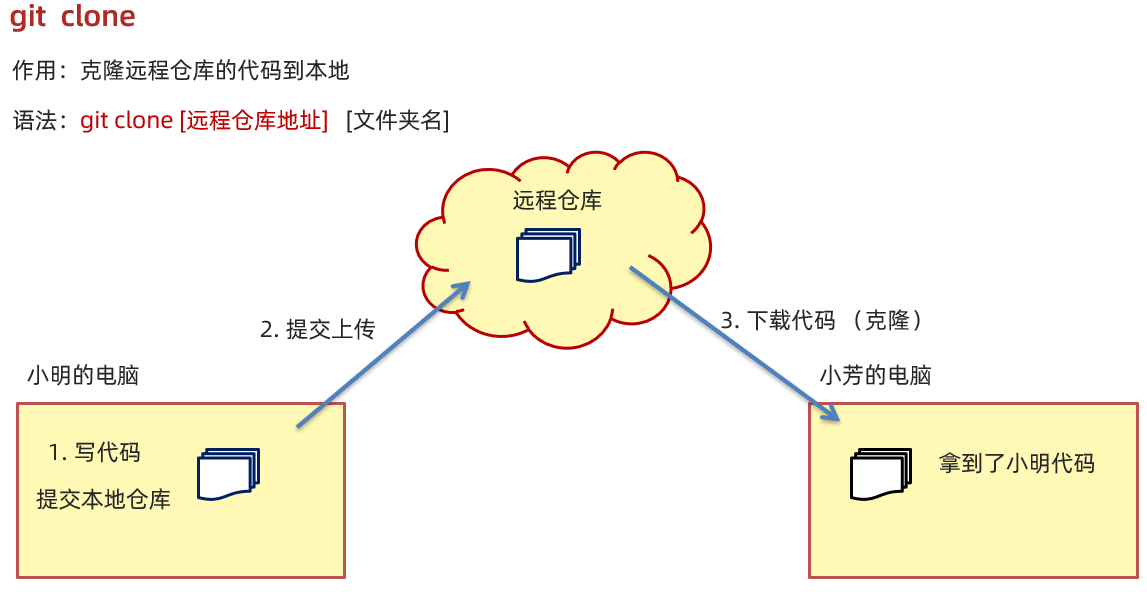 git clone
作用：克隆远程仓库的代码到本地
语法：git clone [远程仓库地址] [文件夹名]
远程仓库
2. 提交上传
3. 下载代码 （克隆）
小明的电脑
小芳的电脑
1. 写代码
提交本地仓库
拿到了小明代码